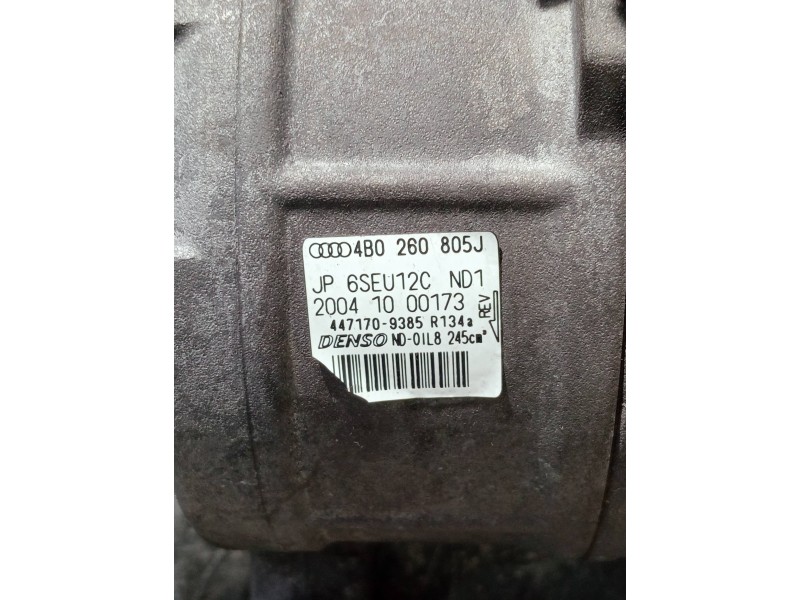 4B0 260 805J
JP 6SEU12C ND1
2004 10 00173
REV
447170-9385 R134a
DENSO ND-OIL8 245cm³